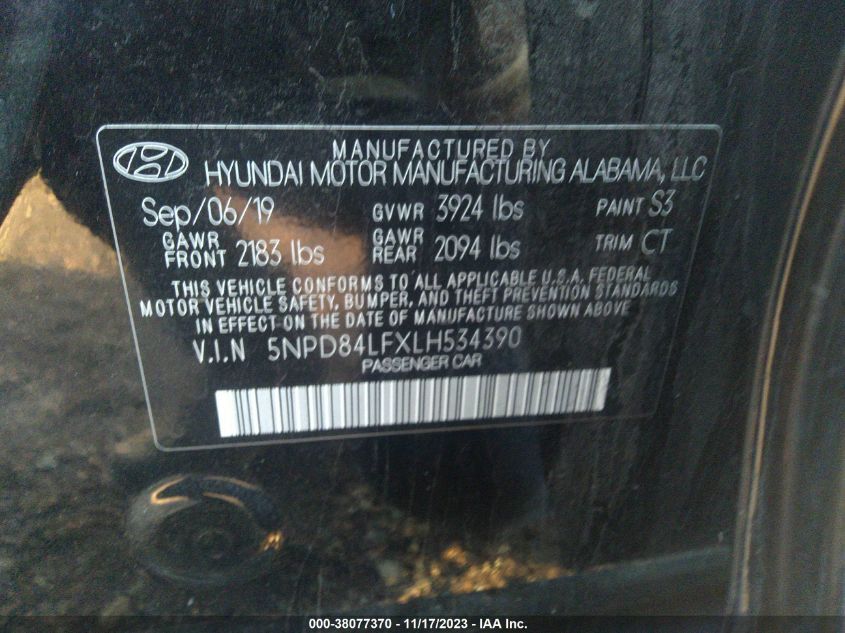 MANUFACTURED BY
HYUNDAI MOTOR MANUFACTURING ALABAMA, LLC
Sep/06/19 GVWR 3924 lbs PAINT S3
GAWR FRONT 2183 lbs GAWR REAR 2094 lbs TRIM CT
THIS VEHICLE CONFORMS TO ALL APPLICABLE U.S.A. FEDERAL
MOTOR VEHICLE SAFETY, BUMPER, AND THEFT PREVENTION STANDARDS
IN EFFECT ON THE DATE OF MANUFACTURE SHOWN ABOVE
V.I.N 5NPD84LFXLH534390
PASSENGER CAR
000-38077370 - 11/17/2023 - IAA Inc.